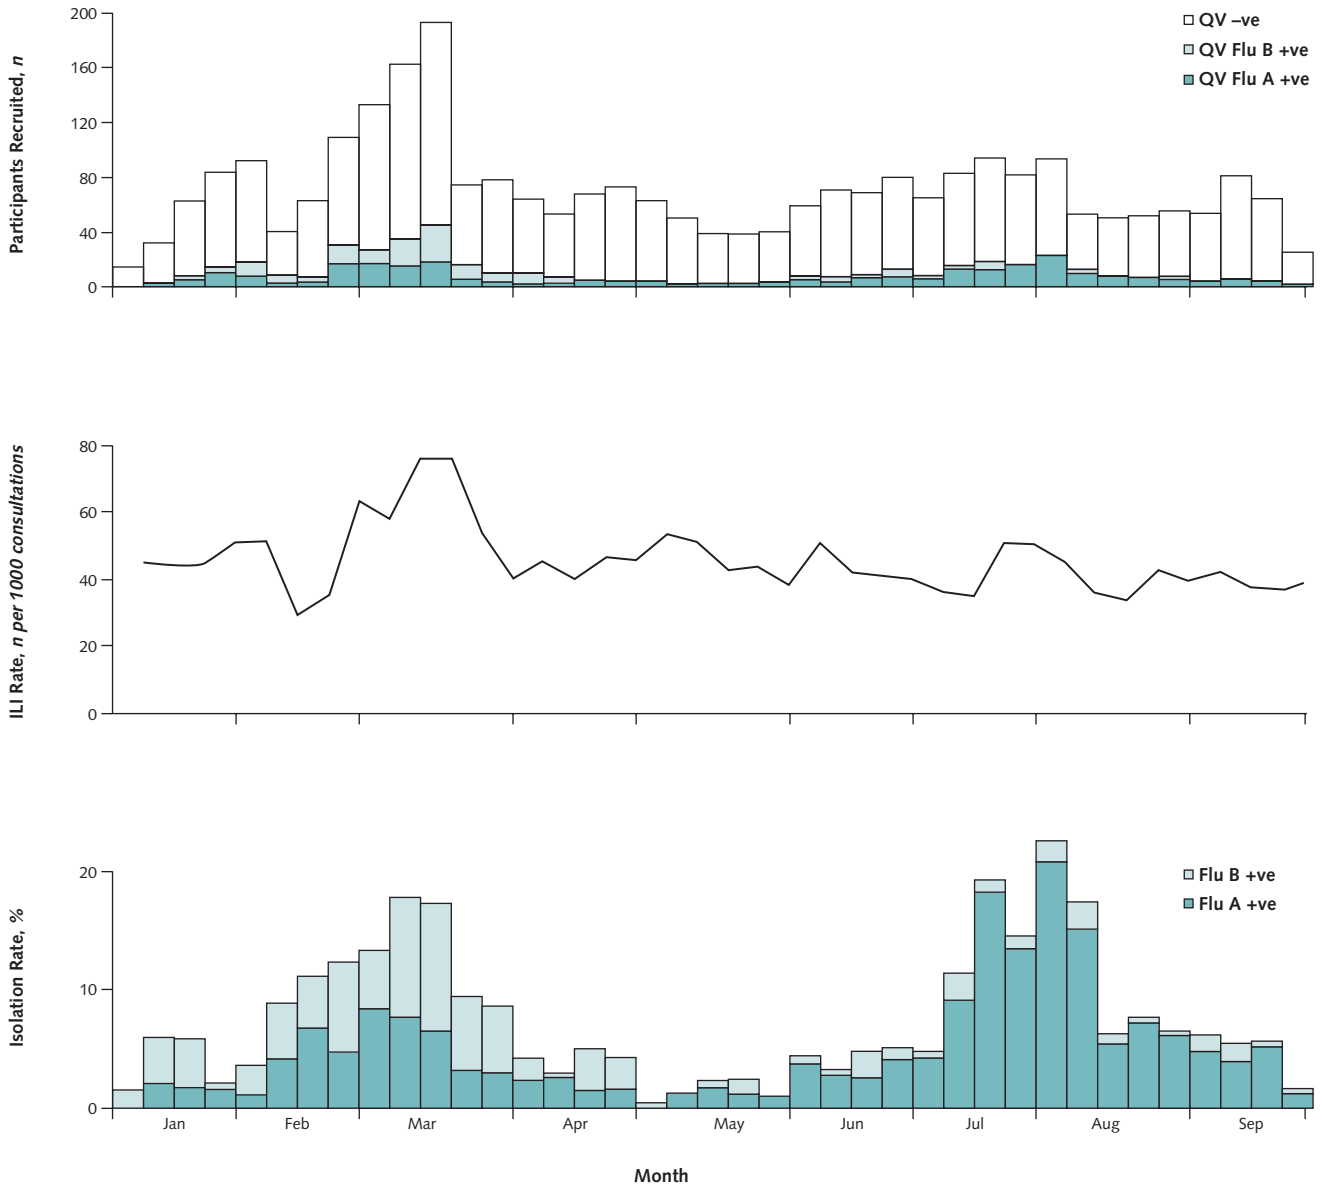 Participants Recruited, n
200
160
120
80
40
0
QV –ve
QV Flu B +ve
QV Flu A +ve
ILI Rate, n per 1000 consultations
80
60
40
20
0
Isolation Rate, %
20
10
0
Flu B +ve
Flu A +ve
Jan Feb Mar Apr May Jun Jul Aug Sep
Month